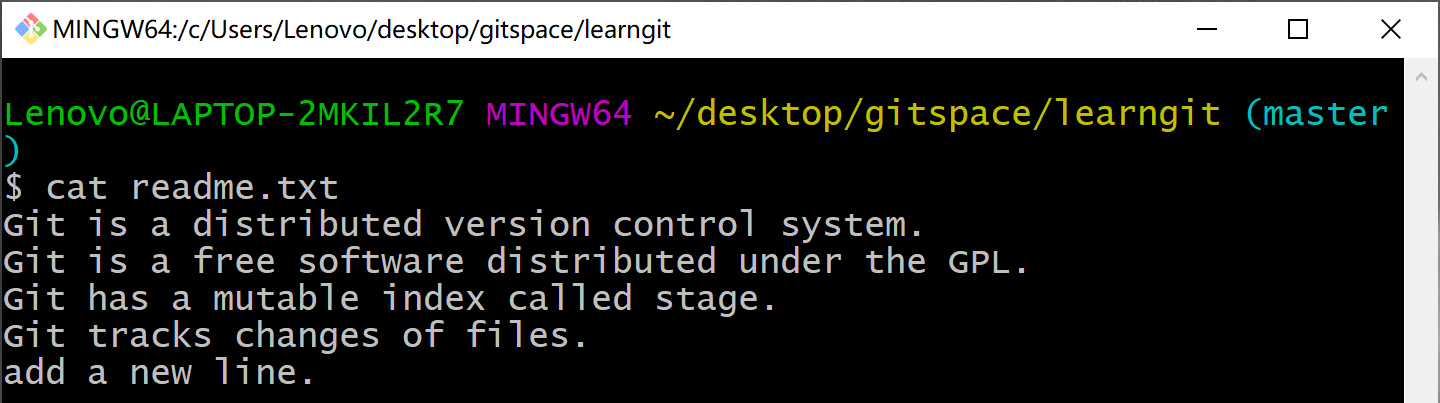 MINGW64:/c/Users/Lenovo/desktop/gitspace/learngit
Lenovo@LAPTOP-2MKIL2R7 MINGW64 ~/desktop/gitspace/learngit (master
)
$ cat readme.txt
Git is a distributed version control system.
Git is a free software distributed under the GPL.
Git has a mutable index called stage.
Git tracks changes of files.
add a new line.